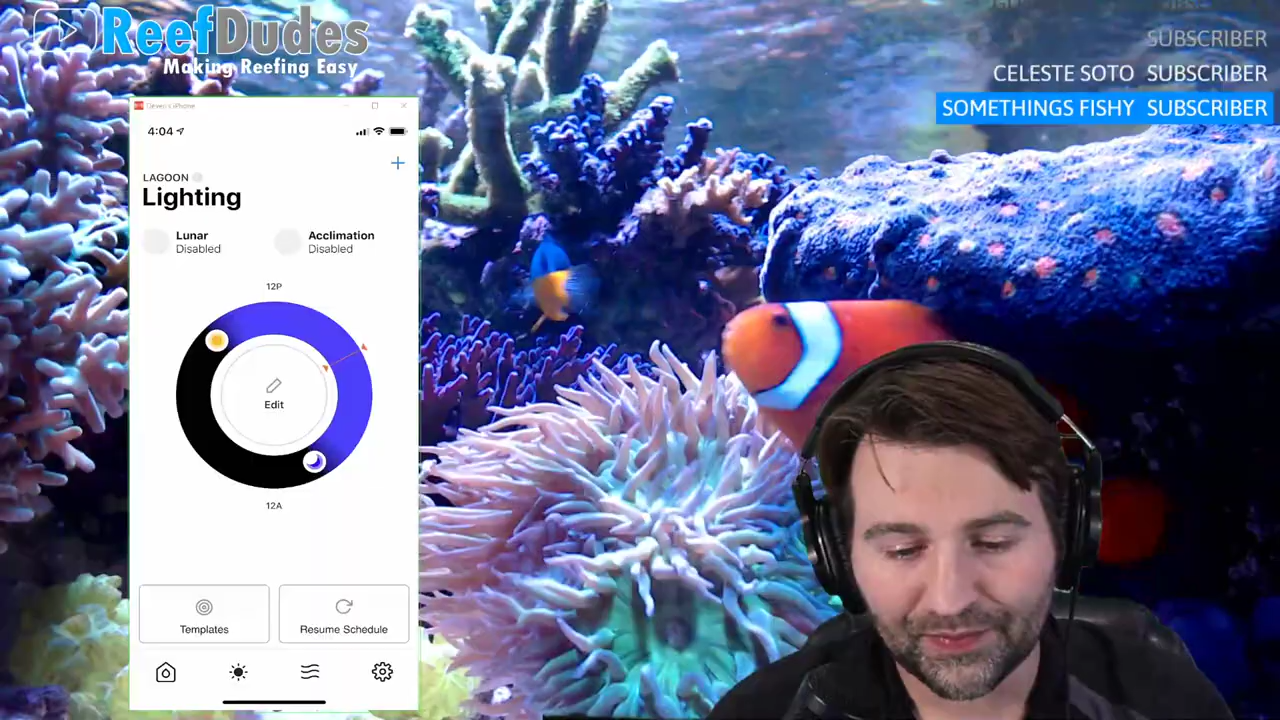 ReefDudes
Making Reefing Easy
SUBSCRIBER
CELESTE SOTO SUBSCRIBER
SOMETHINGS FISHY SUBSCRIBER
4:04
LAGOON
Lighting
Lunar
Disabled
Acclimation
Disabled
12P
Edit
12A
Templates
Resume Schedule